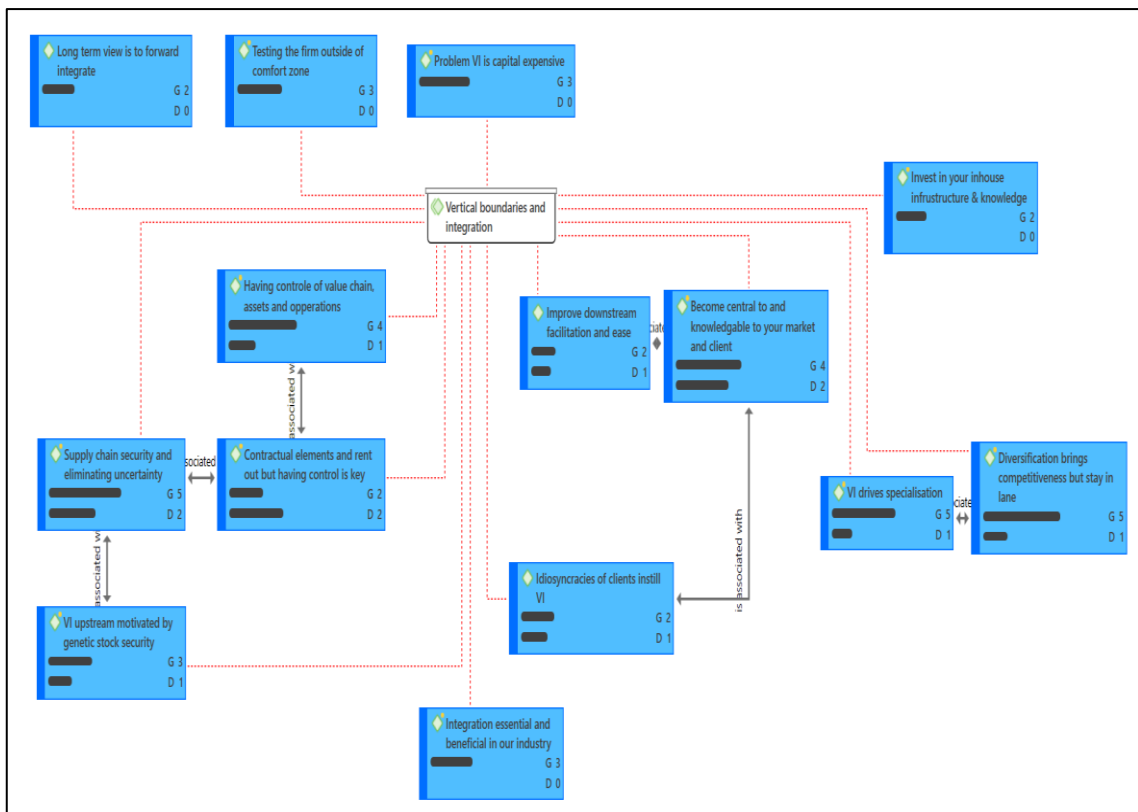 Long term view is to forward
integrate
G 2
D 0
Testing the firm outside of
comfort zone
G 3
D 0
Problem VI is capital expensive
G 3
D 0
Invest in your inhouse
infrustructure & knowledge
G 2
D 0
Vertical boundaries and
integration
Having controle of value chain,
assets and opperations
G 4
D 1
Improve downstream
facilitation and ease
G 2
D 1
ciate
Become central to and
knowledgable to your market
and client
G 4
D 2
associated w
Supply chain security and
eliminating uncertainty
G 5
D 2
sociated
Contractual elements and rent
out but having control is key
G 2
D 2
VI drives specialisation
G 5
D 1
ociate
Diversification brings
competitiveness but stay in
lane
G 5
D 1
associated w
is associated with
Idiosyncracies of clients instill
VI
G 2
D 1
VI upstream motivated by
genetic stock security
G 3
D 1
Integration essential and
beneficial in our industry
G 3
D 0